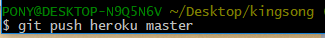 PONY@DESKTOP-N9Q5N6V ~/Desktop/kingsong
$ git push heroku master